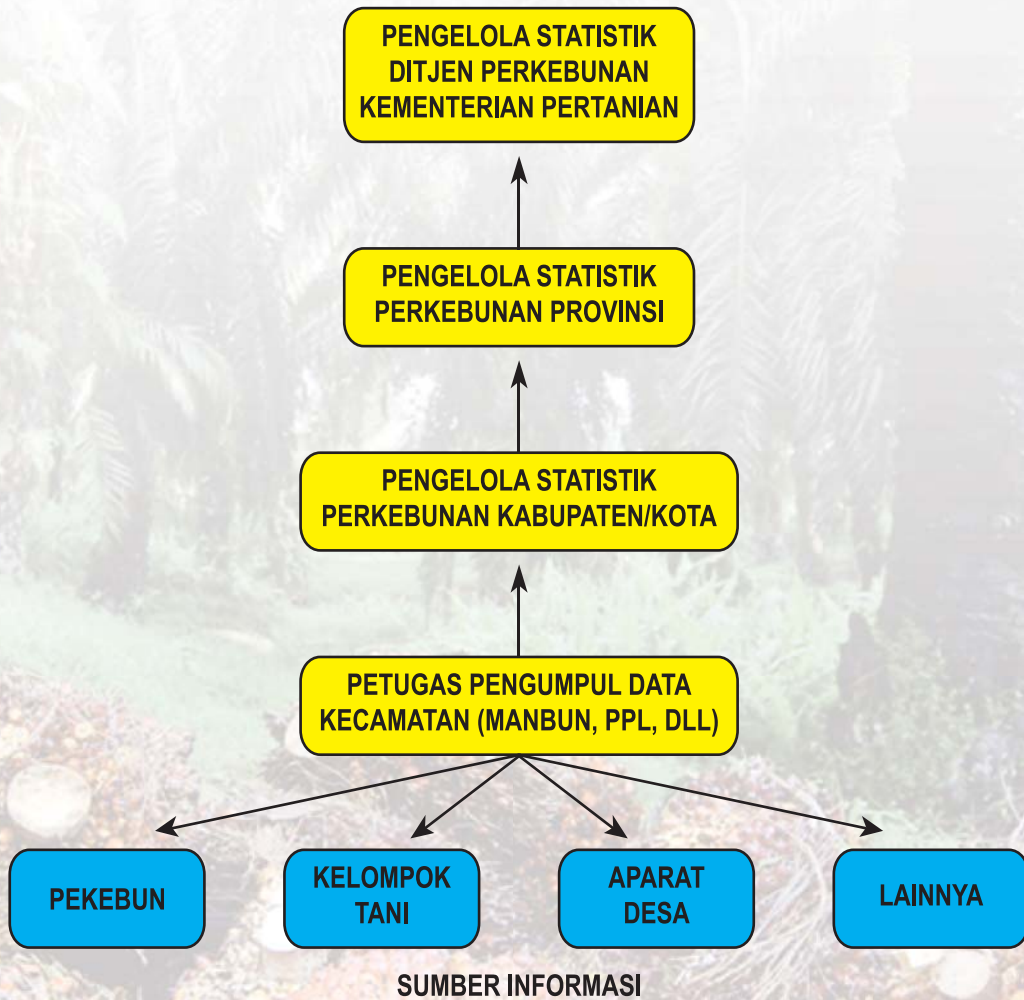 PENGELOLA STATISTIK
DITJEN PERKEBUNAN
KEMENTERIAN PERTANIAN
PENGELOLA STATISTIK
PERKEBUNAN PROVINSI
PENGELOLA STATISTIK
PERKEBUNAN KABUPATEN/KOTA
PETUGAS PENGUMPUL DATA
KECAMATAN (MANBUN, PPL, DLL)
PEKEBUN
KELOMPOK
TANI
APARAT
DESA
LAINNYA
SUMBER INFORMASI